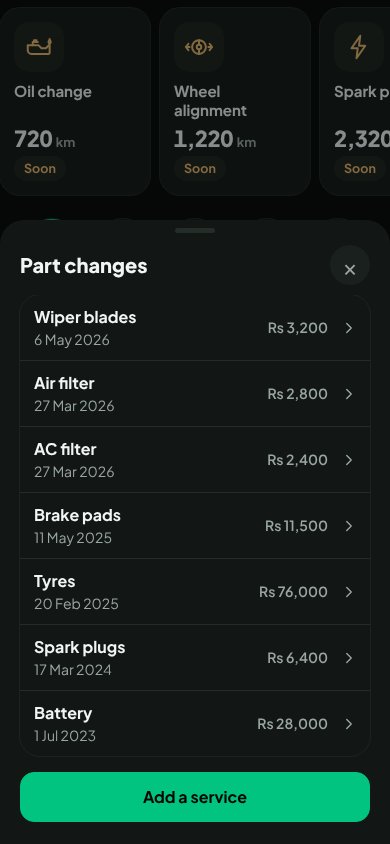 Oil change
720 km
Soon
Wheel
alignment
1,220 km
Soon
Spark p
2,320
Soon
Part changes
Wiper blades
6 May 2026
Rs 3,200
Air filter
27 Mar 2026
Rs 2,800
AC filter
27 Mar 2026
Rs 2,400
Brake pads
11 May 2025
Rs 11,500
Tyres
20 Feb 2025
Rs 76,000
Spark plugs
17 Mar 2024
Rs 6,400
Battery
1 Jul 2023
Rs 28,000
Add a service